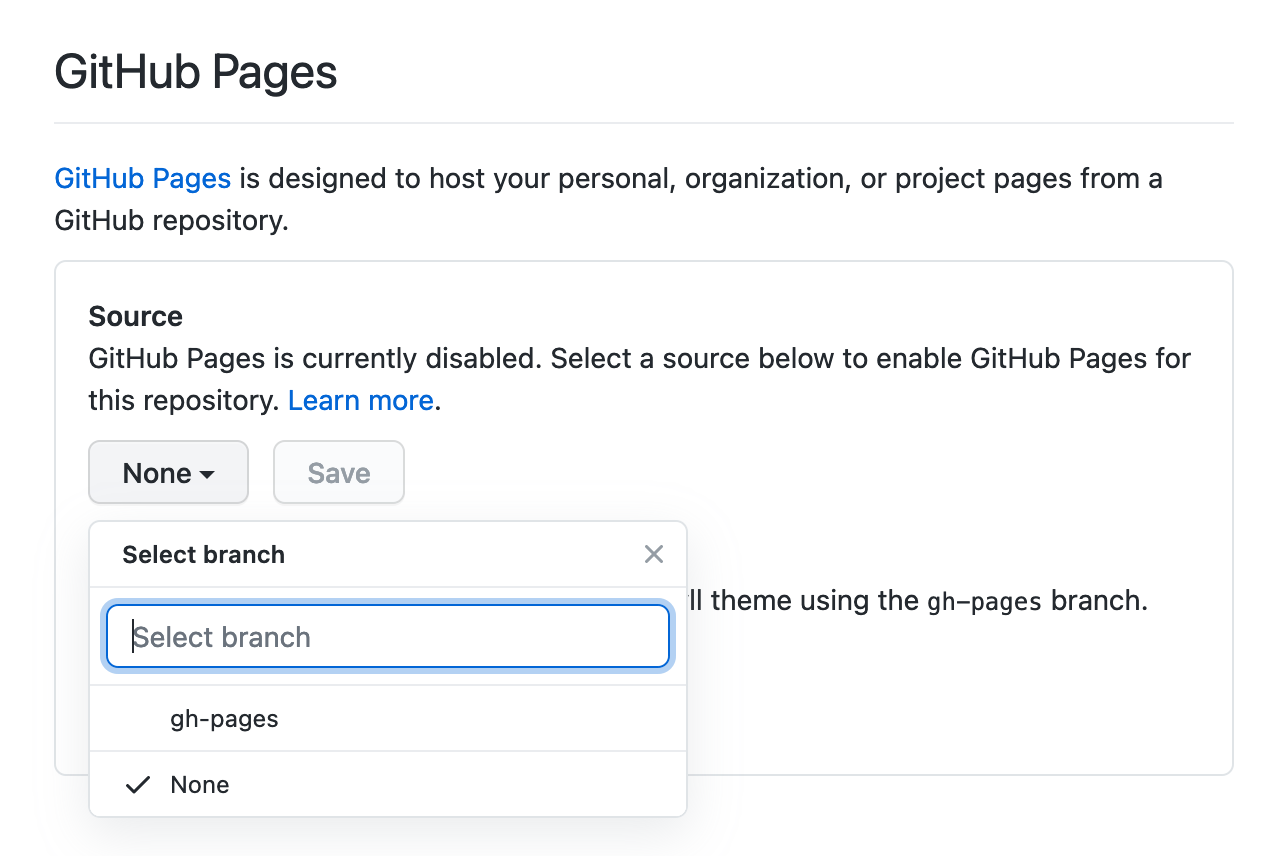 GitHub Pages
GitHub Pages is designed to host your personal, organization, or project pages from a
GitHub repository.
Source
GitHub Pages is currently disabled. Select a source below to enable GitHub Pages for
this repository. Learn more.
None
Save
Select branch
ll theme using the gh-pages branch.
Select branch
gh-pages
None